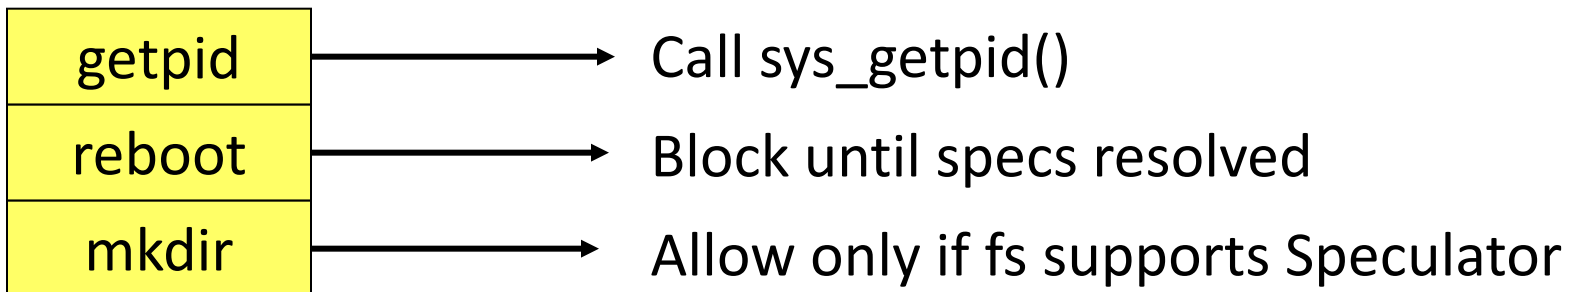 getpid Call sys_getpid()
reboot Block until specs resolved
mkdir Allow only if fs supports Speculator